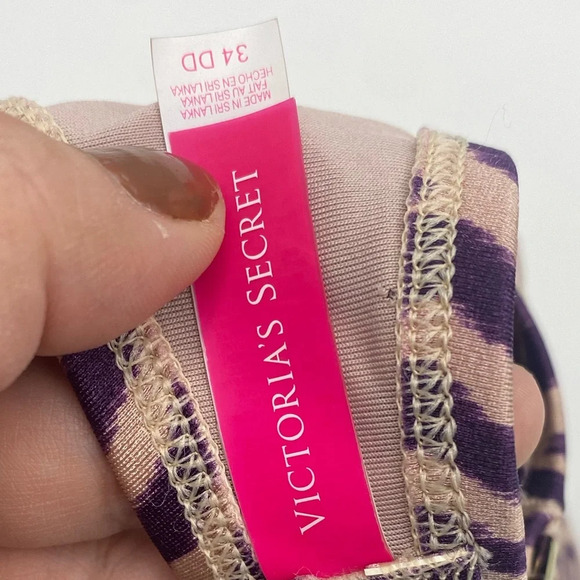 34 DD
MADE IN SRI LANKA
FAIT AU SRI LANKA
HECHO EN SRI LANKA
VICTORIA'S SECRET